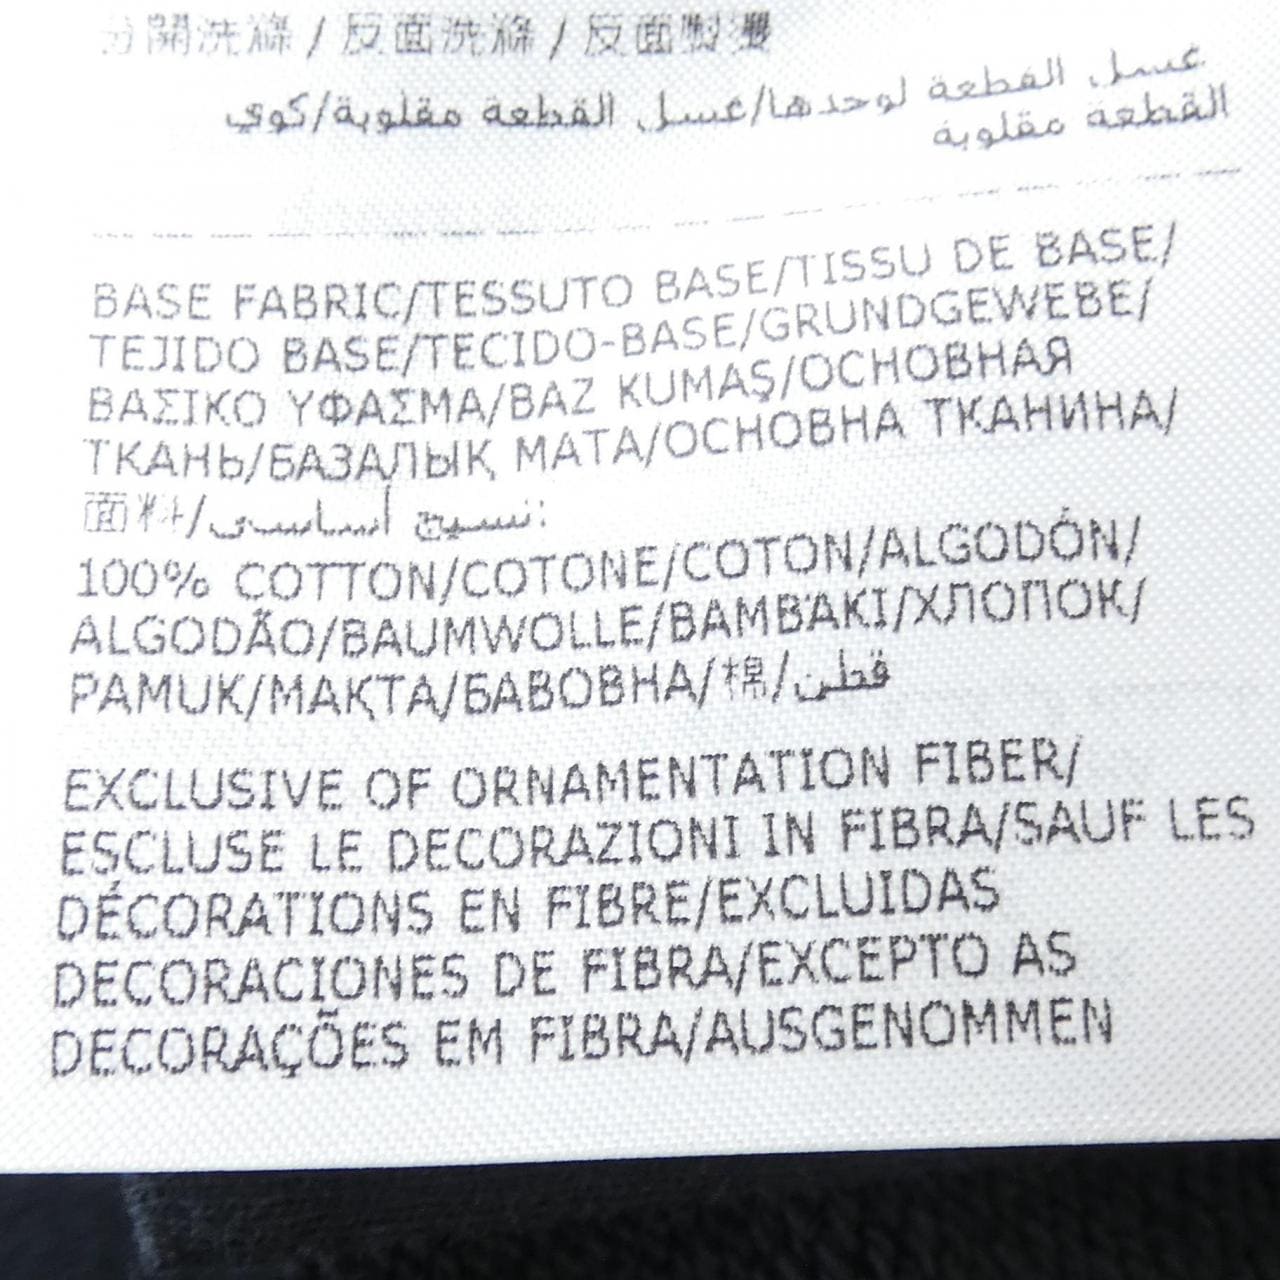 分開洗滌 / 反面洗滌 / 反面製燙
غسل القطعة لوحدها/غسل القطعة مقلوبة/كوي
القطعة مقلوبة
BASE FABRIC/TESSUTO BASE/TISSU DE BASE/
TEJIDO BASE/TECIDO-BASE/GRUNDGEWEBE/
ΒΑΣΙΚΟ ΥΦΑΣΜΑ/BAZ KUMAŞ/ОСНОВНАЯ
ТКАНЬ/БАЗАЛЫҚ МАТА/ОСНОВНА ТКАНИНА/
面料/نسيج أساسي:
100% COTTON/COTONE/COTON/ALGODÓN/
ALGODÃO/BAUMWOLLE/ΒΑΜΒΆΚΙ/ХЛОПОК/
PAMUK/МАҚТА/БАВОВНА/棉/قطن
EXCLUSIVE OF ORNAMENTATION FIBER/
ESCLUSE LE DECORAZIONI IN FIBRA/SAUF LES
DÉCORATIONS EN FIBRE/EXCLUIDAS
DECORACIONES DE FIBRA/EXCEPTO AS
DECORAÇÕES EM FIBRA/AUSGENOMMEN